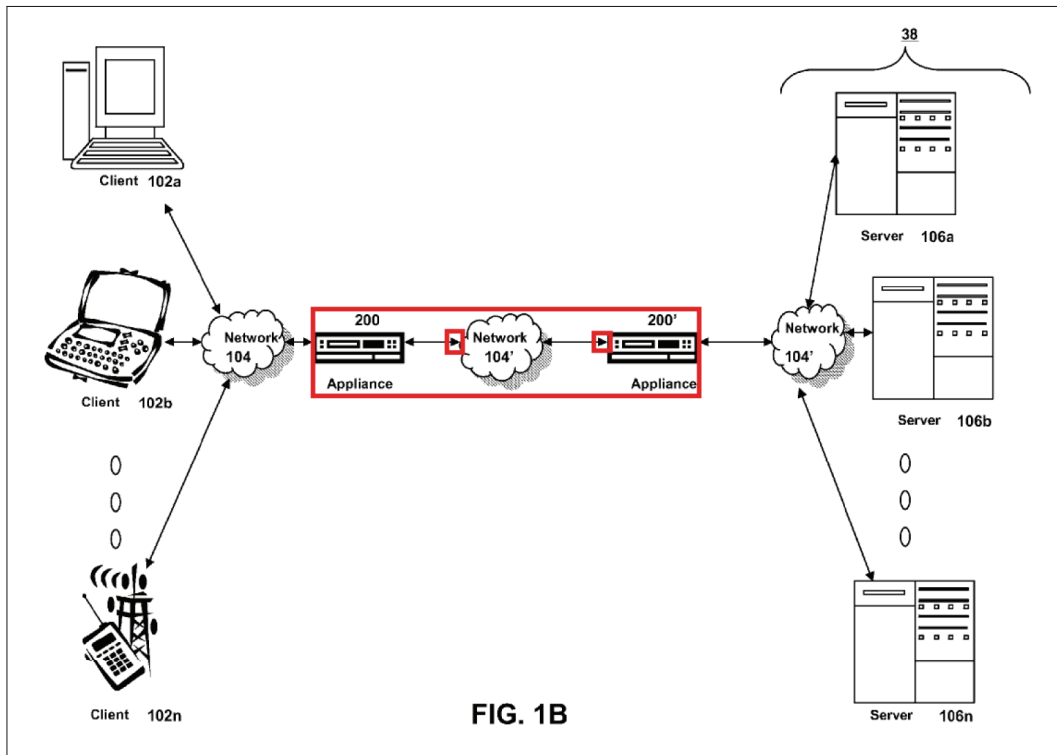 38
Client 102a
Server 106a
200
Network
104'
200'
Network
104
Appliance
Appliance
Network
104'
Client 102b
Server 106b
Client 102n
FIG. 1B
Server 106n